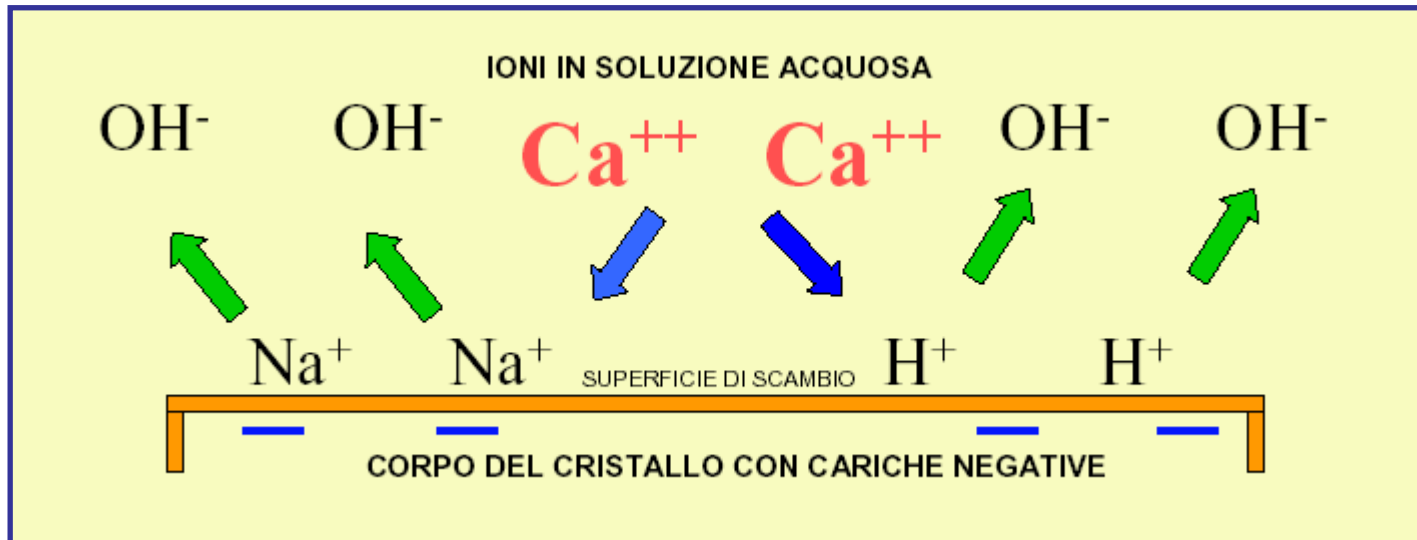 IONI IN SOLUZIONE ACQUOSA
OH- OH- Ca++ Ca++ OH- OH-
Na+ Na+ SUPERFICIE DI SCAMBIO H+ H+
CORPO DEL CRISTALLO CON CARICHE NEGATIVE